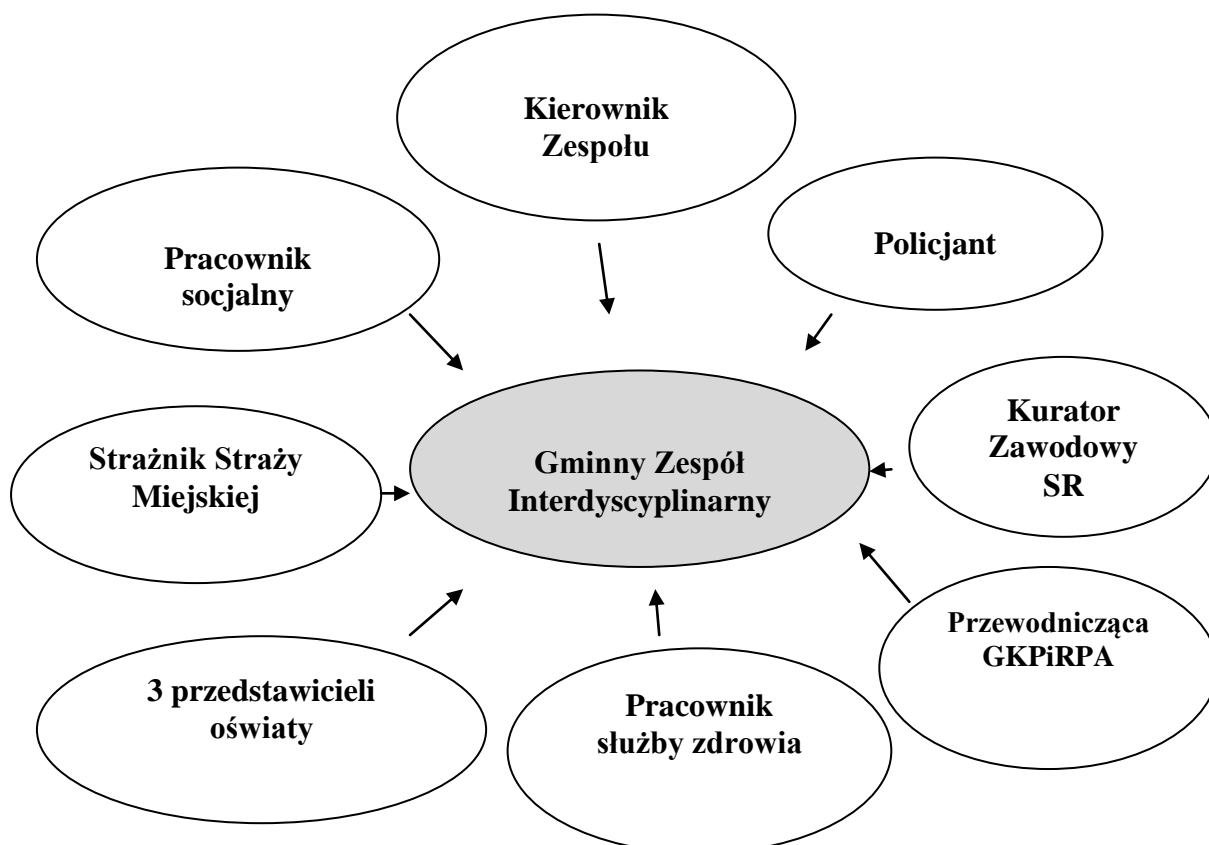 Kierownik
Zespołu
Pracownik
socjalny
Policjant
Strażnik Straży
Miejskiej
Gminny Zespół
Interdyscyplinarny
Kurator
Zawodowy
SR
3 przedstawicieli
oświaty
Pracownik
służby zdrowia
Przewodnicząca
GKPiRPA